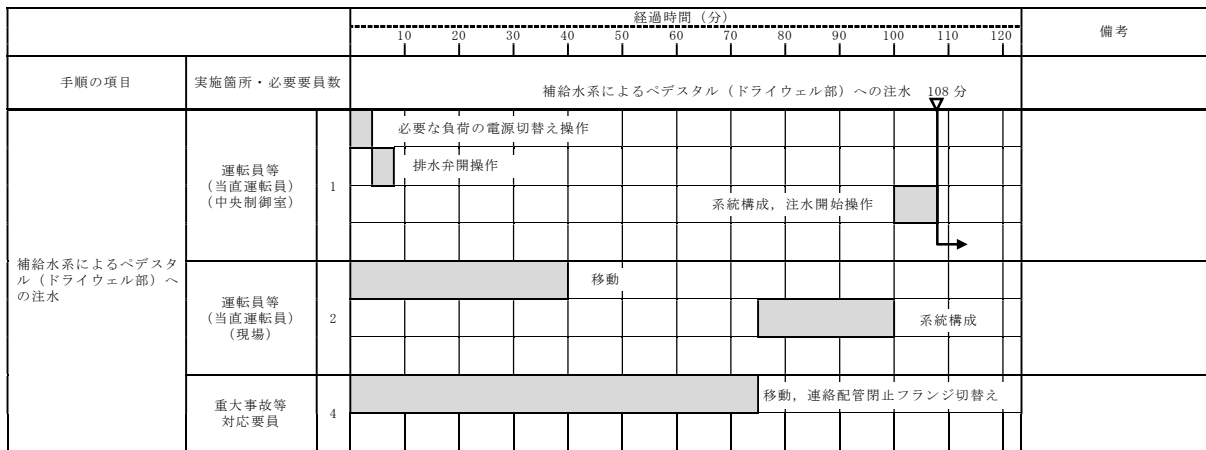 経過時間（分）
10 20 30 40 50 60 70 80 90 100 110 120
備考
手順の項目
実施箇所・必要要員数
補給水系によるペデスタル（ドライウェル部）への注水 108 分
必要な負荷の電源切替え操作
排水弁開操作
運転員等
（当直運転員）
（中央制御室）
1
系統構成，注水開始操作
補給水系によるペデスタ
ル（ドライウェル部）へ
の注水
移動
運転員等
（当直運転員）
（現場）
2
系統構成
移動，連絡配管閉止フランジ切替え
重大事故等
対応要員
4